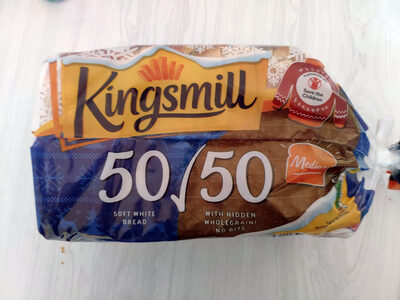 Kingsmill
Save the
Children
50/50
Medi
SOFT WHITE
BREAD
WITH HIDDEN
WHOLEGRAIN!
NO BITS